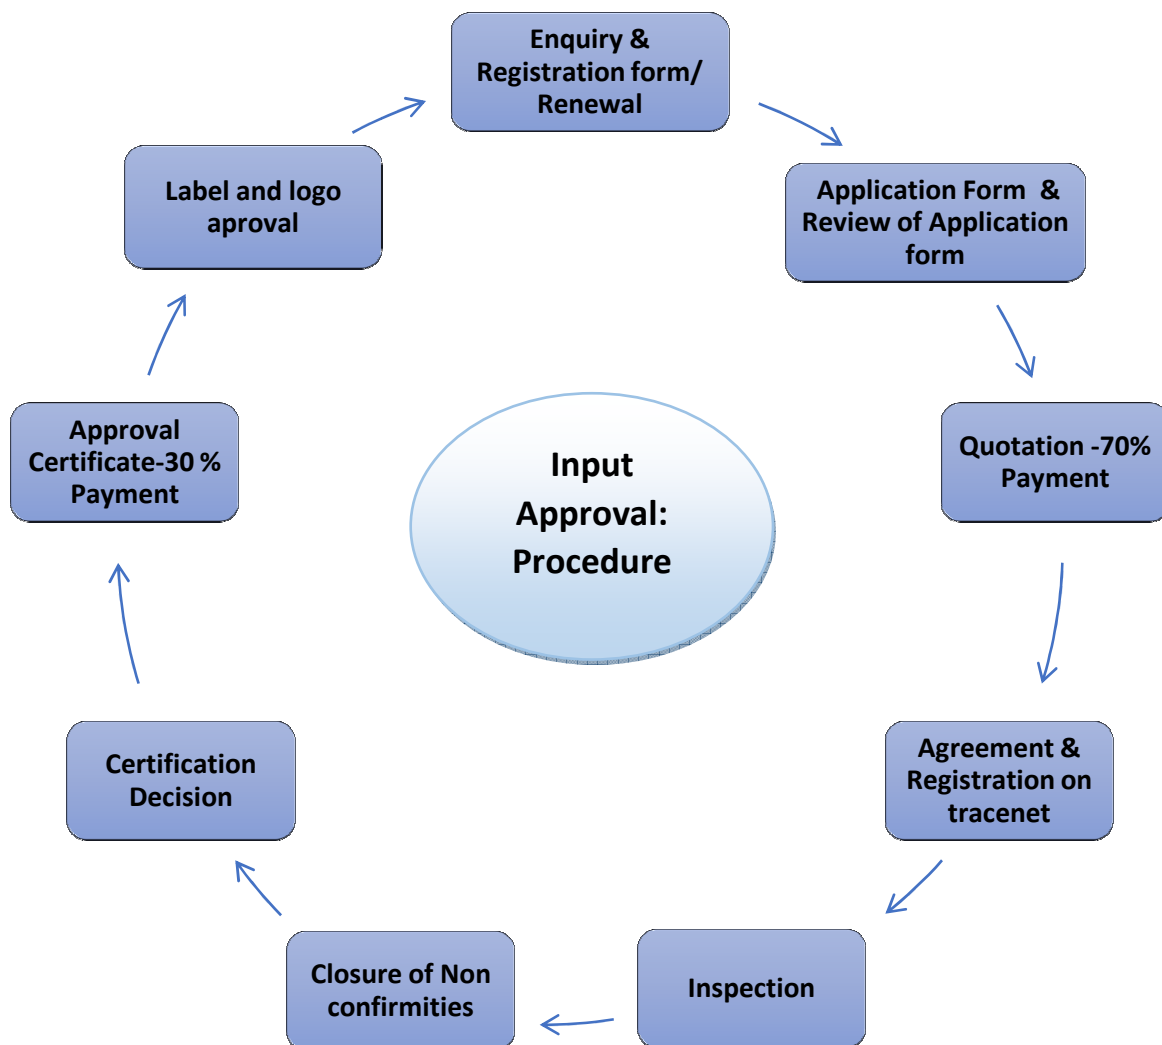 Enquiry &
Registration form/
Renewal
Application Form &
Review of Application
form
Quotation -70%
Payment
Agreement &
Registration on
tracenet
Inspection
Closure of Non
confirmities
Certification
Decision
Approval
Certificate-30 %
Payment
Label and logo
aproval
Input
Approval:
Procedure